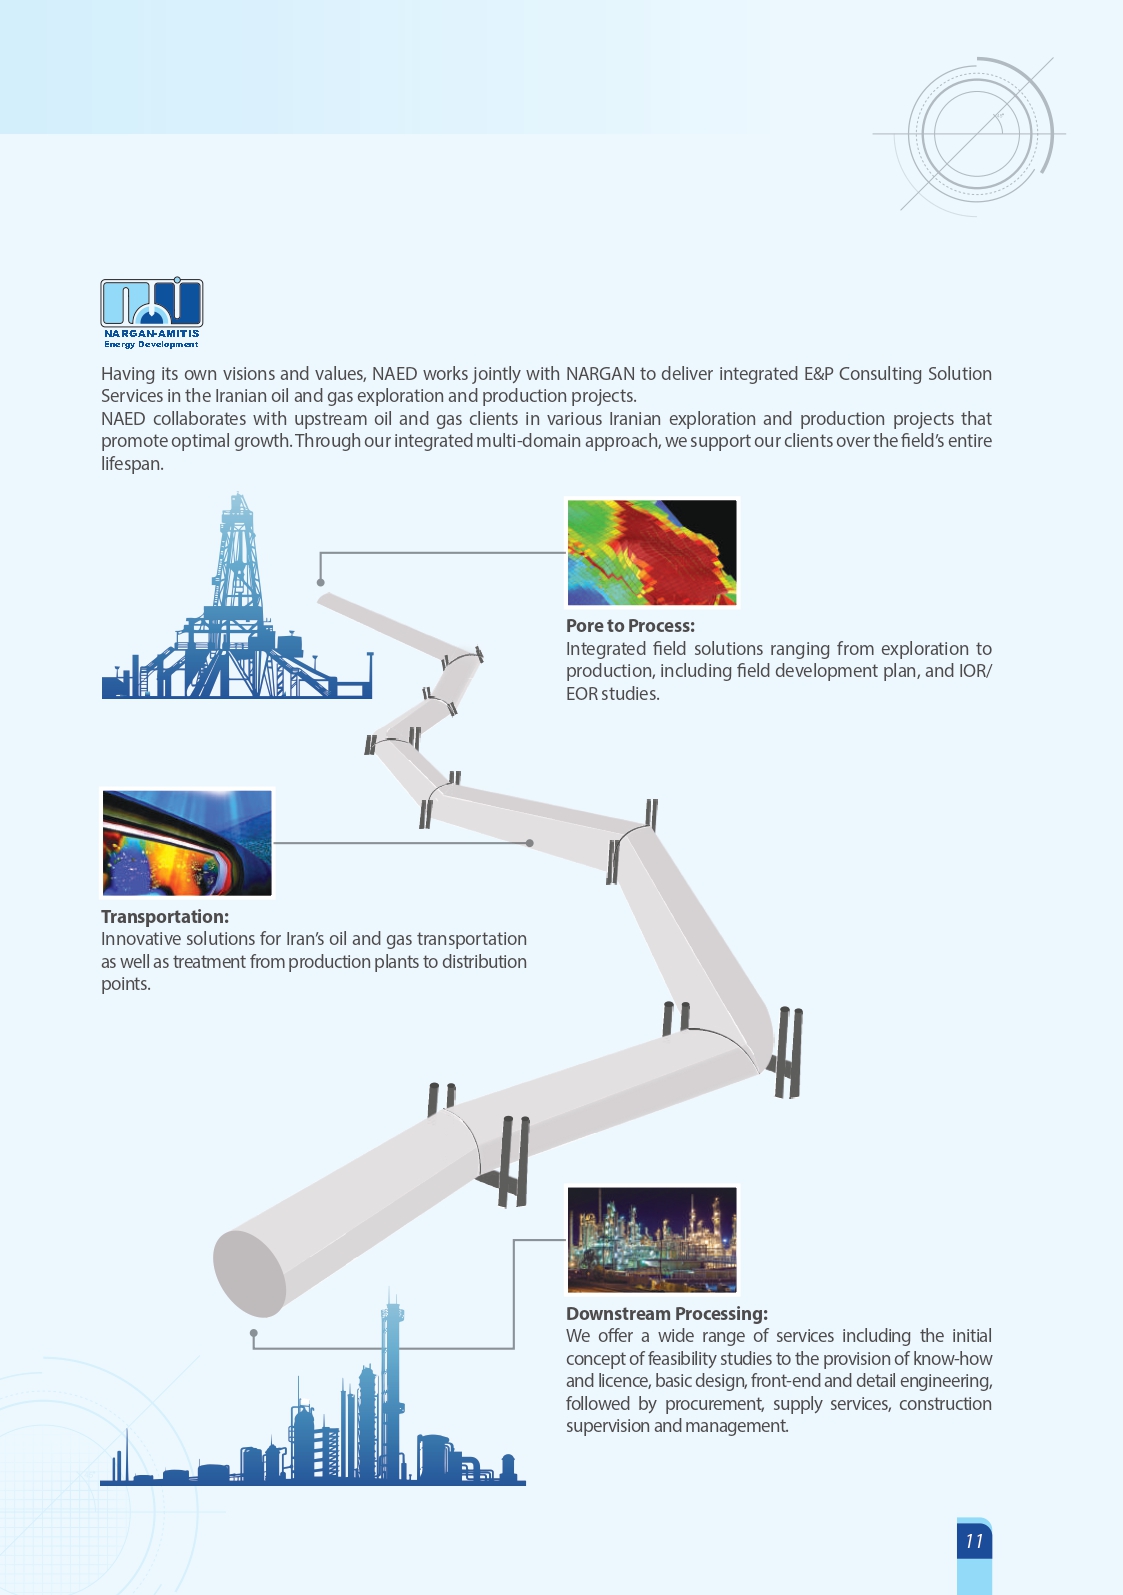 NARGAN-AMITIS
Energy Development
Having its own visions and values, NAED works jointly with NARGAN to deliver integrated E&P Consulting Solution
Services in the Iranian oil and gas exploration and production projects.
NAED collaborates with upstream oil and gas clients in various Iranian exploration and production projects that
promote optimal growth. Through our integrated multi-domain approach, we support our clients over the field’s entire
lifespan.
Pore to Process:
Integrated field solutions ranging from exploration to
production, including field development plan, and IOR/
EOR studies.
Transportation:
Innovative solutions for Iran’s oil and gas transportation
as well as treatment from production plants to distribution
points.
Downstream Processing:
We offer a wide range of services including the initial
concept of feasibility studies to the provision of know-how
and licence, basic design, front-end and detail engineering,
followed by procurement, supply services, construction
supervision and management.
11